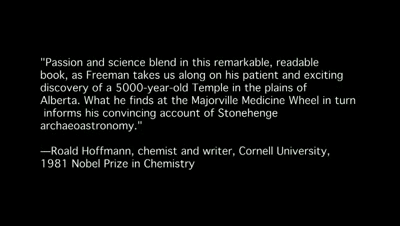 "Passion and science blend in this remarkable, readable
book, as Freeman takes us along on his patient and exciting
discovery of a 5000-year-old Temple in the plains of
Alberta. What he finds at the Majorville Medicine Wheel in turn
informs his convincing account of Stonehenge
archaeoastronomy."
—Roald Hoffmann, chemist and writer, Cornell University,
1981 Nobel Prize in Chemistry